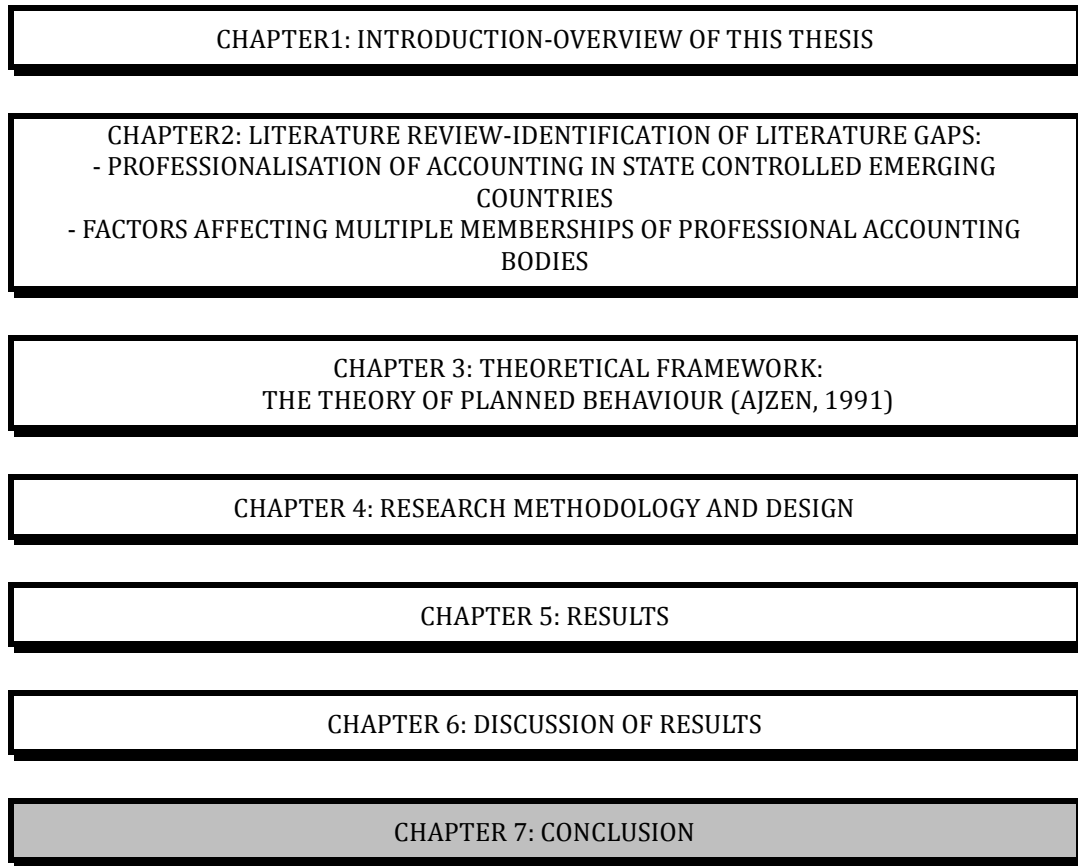 CHAPTER1: INTRODUCTION-OVERVIEW OF THIS THESIS
CHAPTER2: LITERATURE REVIEW-IDENTIFICATION OF LITERATURE GAPS:
- PROFESSIONALISATION OF ACCOUNTING IN STATE CONTROLLED EMERGING
COUNTRIES
- FACTORS AFFECTING MULTIPLE MEMBERSHIPS OF PROFESSIONAL ACCOUNTING
BODIES
CHAPTER 3: THEORETICAL FRAMEWORK:
THE THEORY OF PLANNED BEHAVIOUR (AJZEN, 1991)
CHAPTER 4: RESEARCH METHODOLOGY AND DESIGN
CHAPTER 5: RESULTS
CHAPTER 6: DISCUSSION OF RESULTS
CHAPTER 7: CONCLUSION